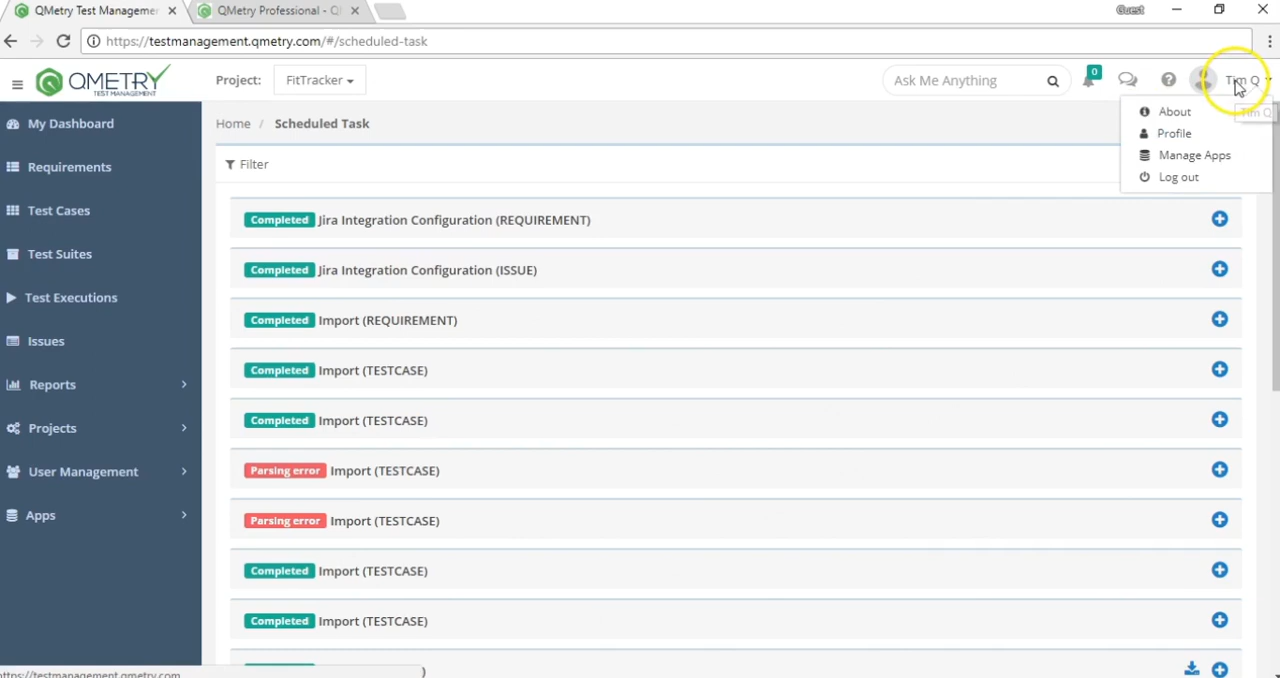 QMetry Test Managemer
QMetry Professional - Q
Guest
https://testmanagement.qmetry.com/#/scheduled-task
QMETRY
TEST MANAGEMENT
Project:
FitTracker
Ask Me Anything
0
Tim Q
About
Tim Q
Profile
Manage Apps
Log out
My Dashboard
Requirements
Test Cases
Test Suites
Test Executions
Issues
Reports
Projects
User Management
Apps
Home / Scheduled Task
Filter
Completed Jira Integration Configuration (REQUIREMENT)
Completed Jira Integration Configuration (ISSUE)
Completed Import (REQUIREMENT)
Completed Import (TESTCASE)
Completed Import (TESTCASE)
Parsing error Import (TESTCASE)
Parsing error Import (TESTCASE)
Completed Import (TESTCASE)
Completed Import (TESTCASE)
https://testmanagement.qmetry.com